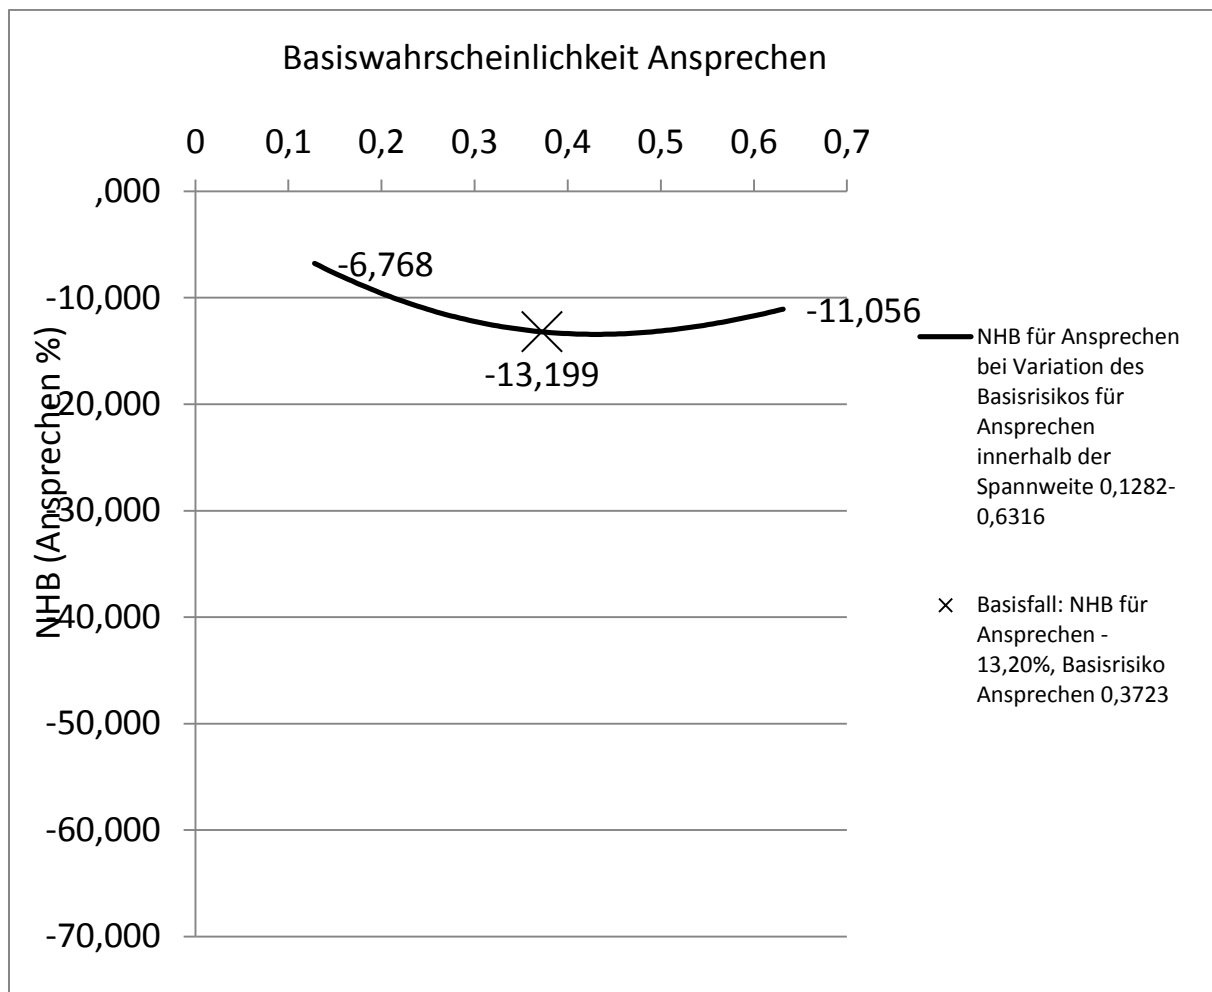 Basiswahrscheinlichkeit Ansprechen
0 0,1 0,2 0,3 0,4 0,5 0,6 0,7
,000
-10,000
-20,000
-30,000
-40,000
-50,000
-60,000
-70,000
NHB (Ansprechen %)
-6,768
-13,199
-11,056
NHB für Ansprechen
bei Variation des
Basisrisikos für
Ansprechen
innerhalb der
Spannweite 0,1282-
0,6316
Basisfall: NHB für
Ansprechen -
13,20%, Basisrisiko
Ansprechen 0,3723